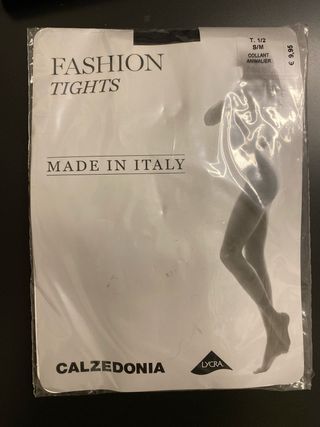 FASHION
TIGHTS
T. 1/2
S/M
COLLANT
ANIMALIER
€ 9,95
MADE IN ITALY
CALZEDONIA
LYCRA